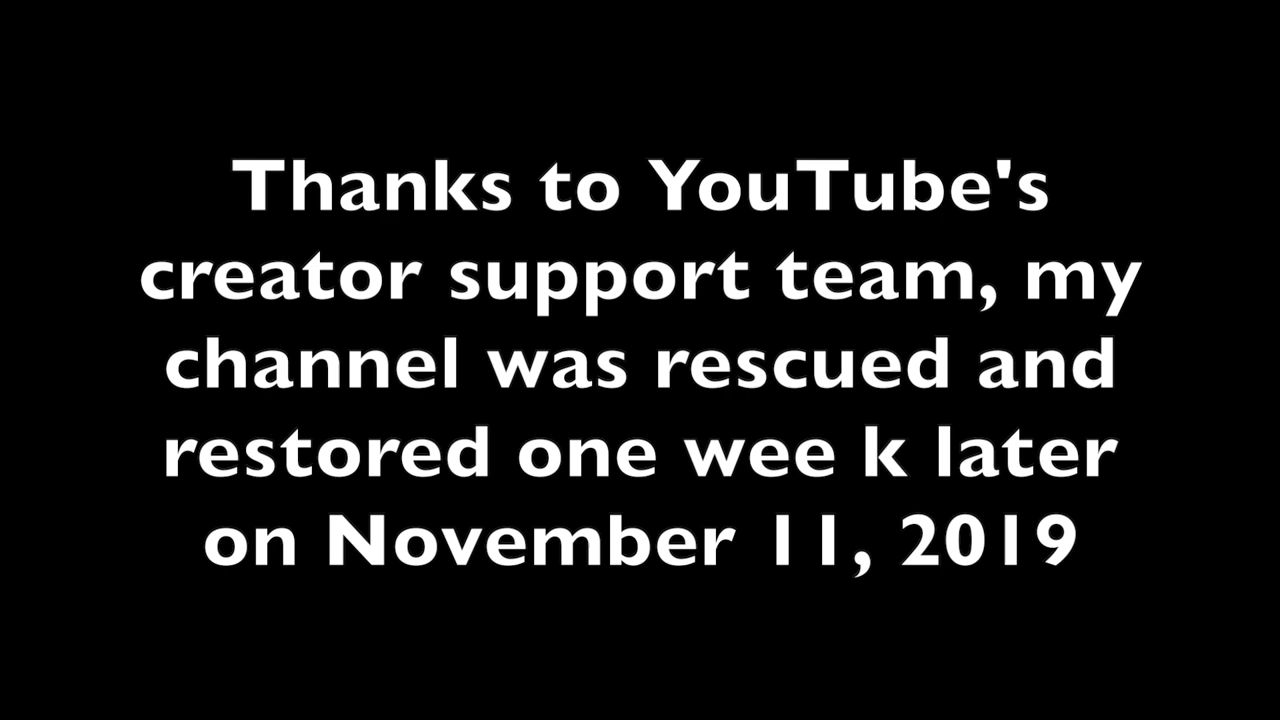 Thanks to YouTube's
creator support team, my
channel was rescued and
restored one wee k later
on November 11, 2019